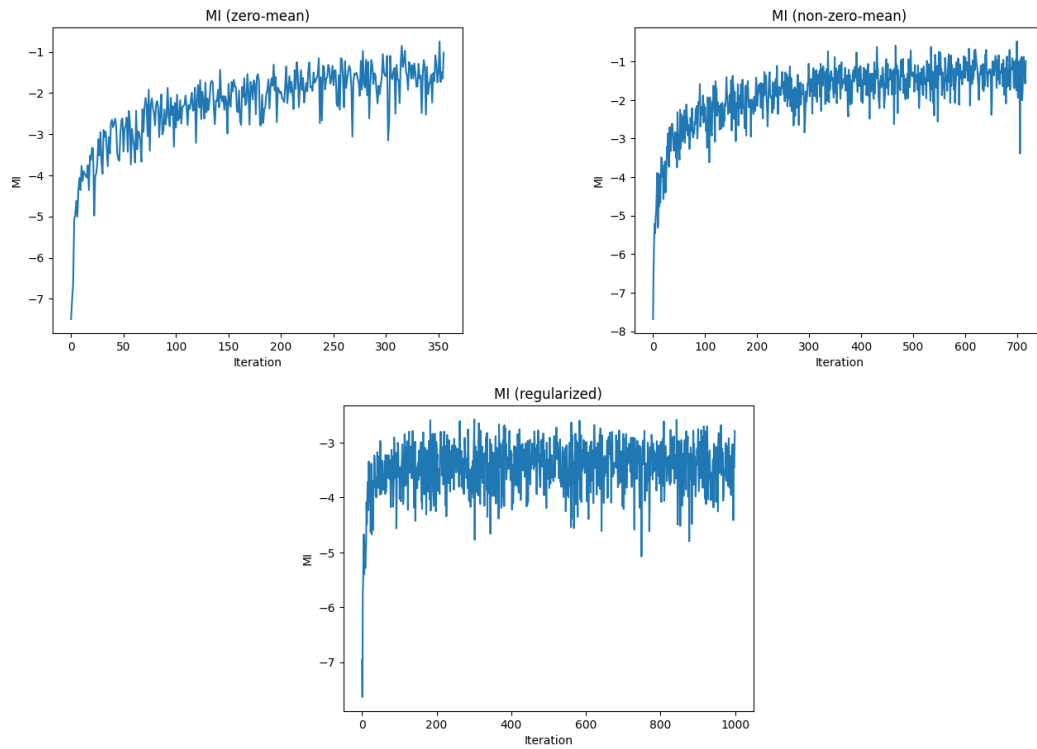 MI (zero-mean)
MI
−1
−2
−3
−4
−5
−6
−7
0 50 100 150 200 250 300 350
Iteration
MI (non-zero-mean)
MI
−1
−2
−3
−4
−5
−6
−7
−8
0 100 200 300 400 500 600 700
Iteration
MI (regularized)
MI
−3
−4
−5
−6
−7
0 200 400 600 800 1000
Iteration